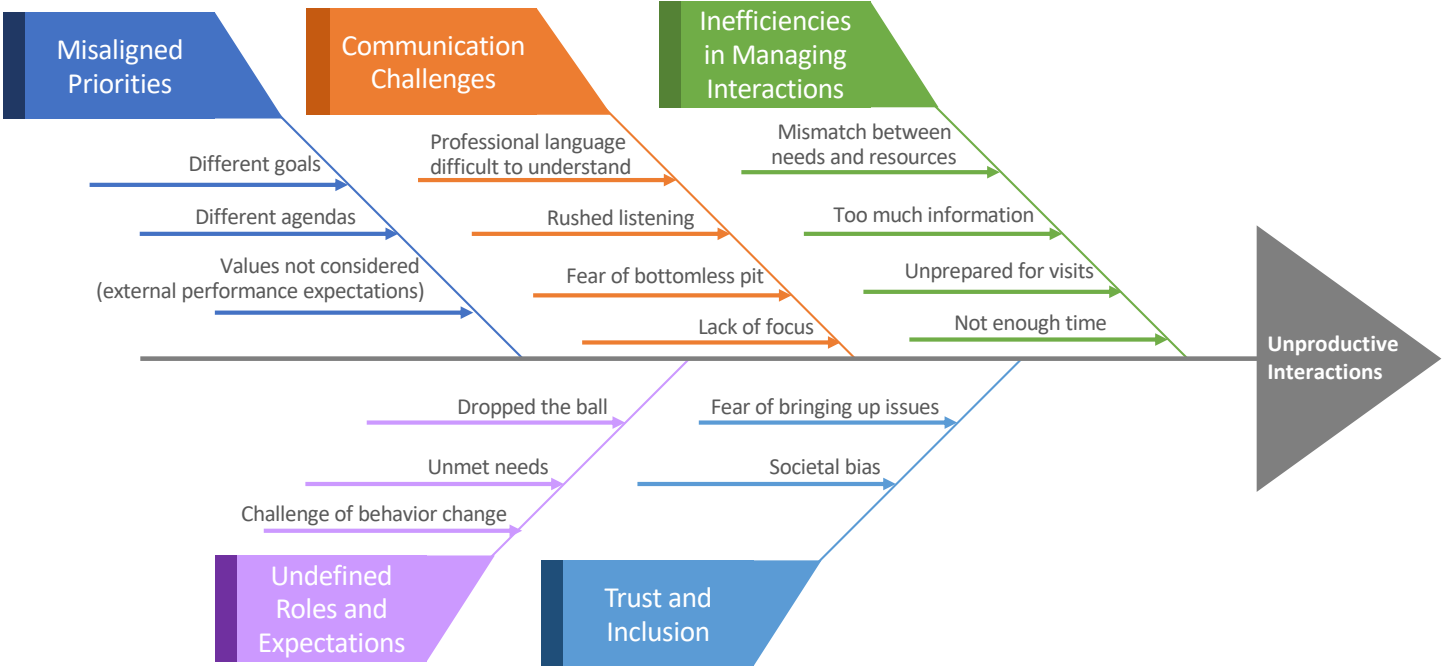 Misaligned
Priorities
Different goals
Different agendas
Values not considered
(external performance expectations)
Communication
Challenges
Professional language
difficult to understand
Rushed listening
Fear of bottomless pit
Lack of focus
Inefficiencies
in Managing
Interactions
Mismatch between
needs and resources
Too much information
Unprepared for visits
Not enough time
Unproductive
Interactions
Dropped the ball
Unmet needs
Challenge of behavior change
Undefined
Roles and
Expectations
Fear of bringing up issues
Societal bias
Trust and
Inclusion